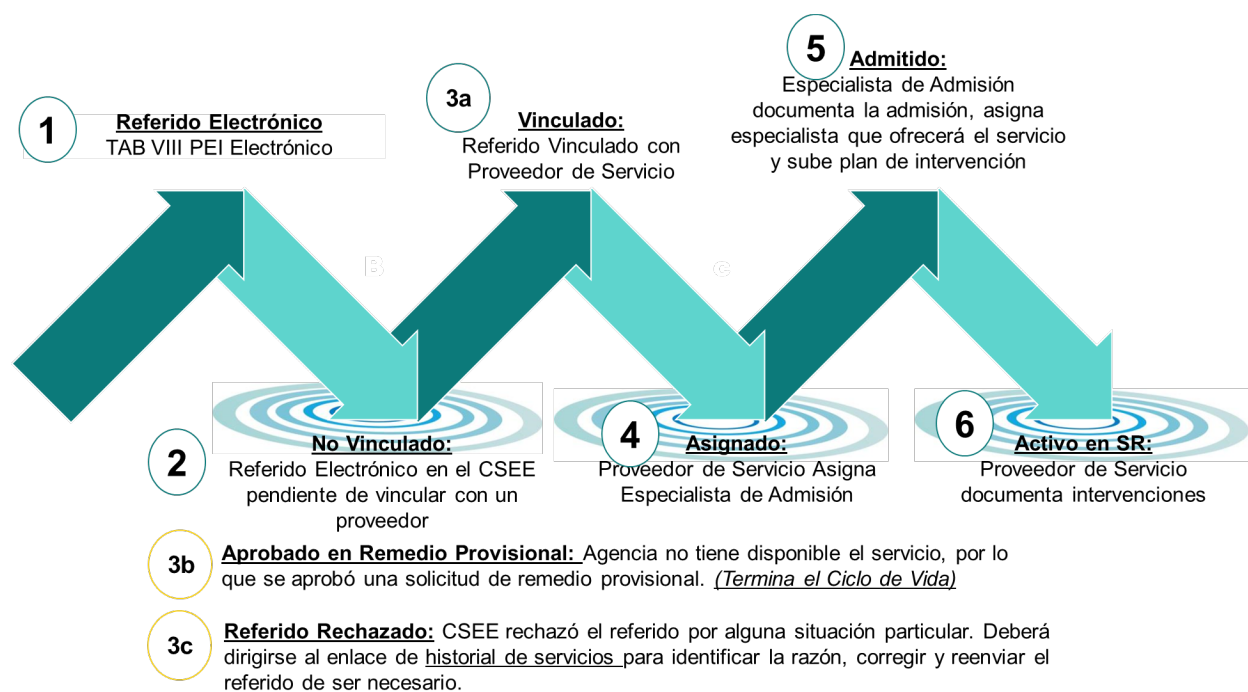 1
Referido Electrónico
TAB VIII PEI Electrónico
2
No Vinculado:
Referido Electrónico en el CSEE
pendiente de vincular con un
proveedor
3a
Vinculado:
Referido Vinculado con
Proveedor de Servicio
B
c
4
Asignado:
Proveedor de Servicio Asigna
Especialista de Admisión
5
Admitido:
Especialista de Admisión
documenta la admisión, asigna
especialista que ofrecerá el servicio
y sube plan de intervención
6
Activo en SR:
Proveedor de Servicio
documenta intervenciones
3b
Aprobado en Remedio Provisional: Agencia no tiene disponible el servicio, por lo
que se aprobó una solicitud de remedio provisional. (Termina el Ciclo de Vida)
3c
Referido Rechazado: CSEE rechazó el referido por alguna situación particular. Deberá
dirigirse al enlace de historial de servicios para identificar la razón, corregir y reenviar el
referido de ser necesario.